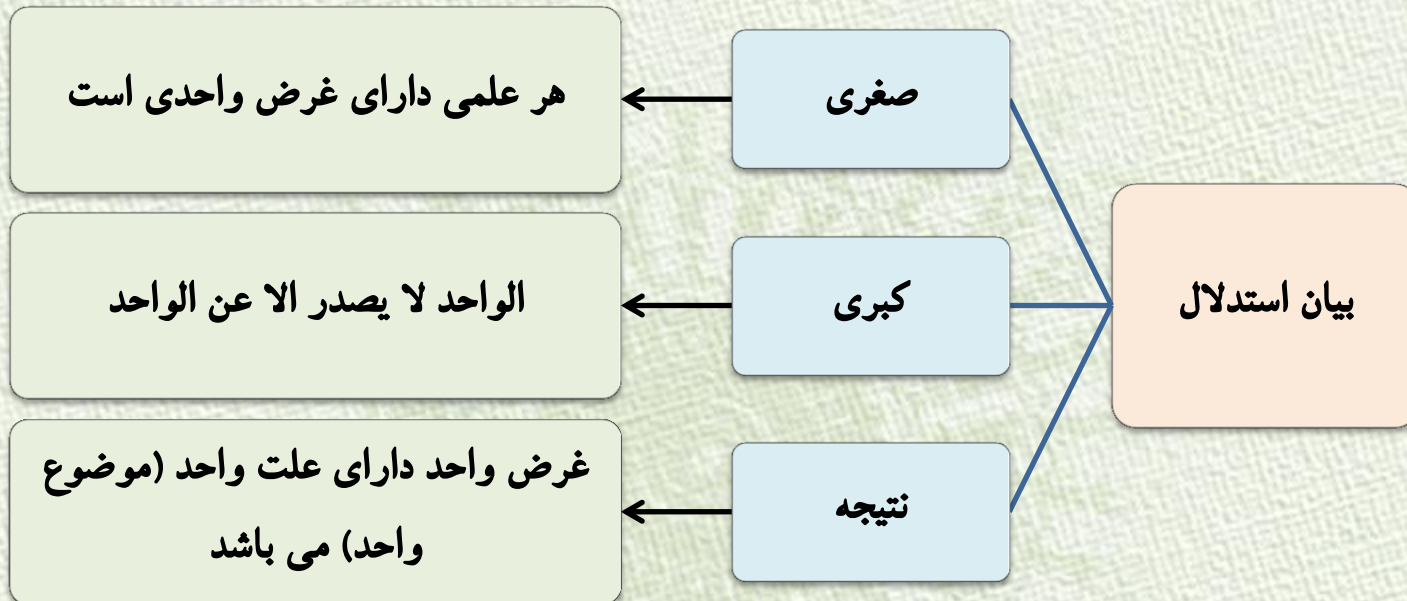 بیان استدلال
صغری
هر علمی دارای غرض واحدی است
کبری
الواحد لا یصدر الا عن الواحد
نتیجه
غرض واحد دارای علت واحد (موضوع
واحد) می باشد